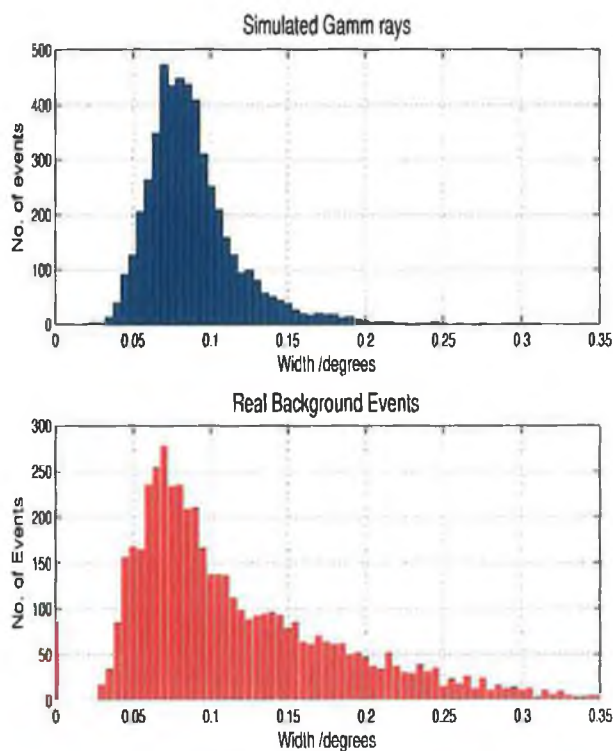 Simulated Gamm rays
500
400
300
200
100
0
No. of events
0.05 0.1 0.15 0.2 0.25 0.3 0.35
Width /degrees
Real Background Events
300
250
200
150
100
50
0
No. of Events
0 0.05 0.1 0.15 0.2 0.25 0.3 0.35
Width /degrees